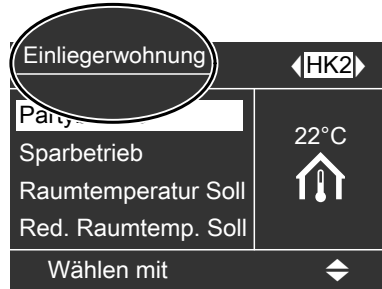 Einliegerwohnung
HK2
Sparbetrieb
22°C
Raumtemperatur Soll
Red. Raumtemp. Soll
Wählen mit